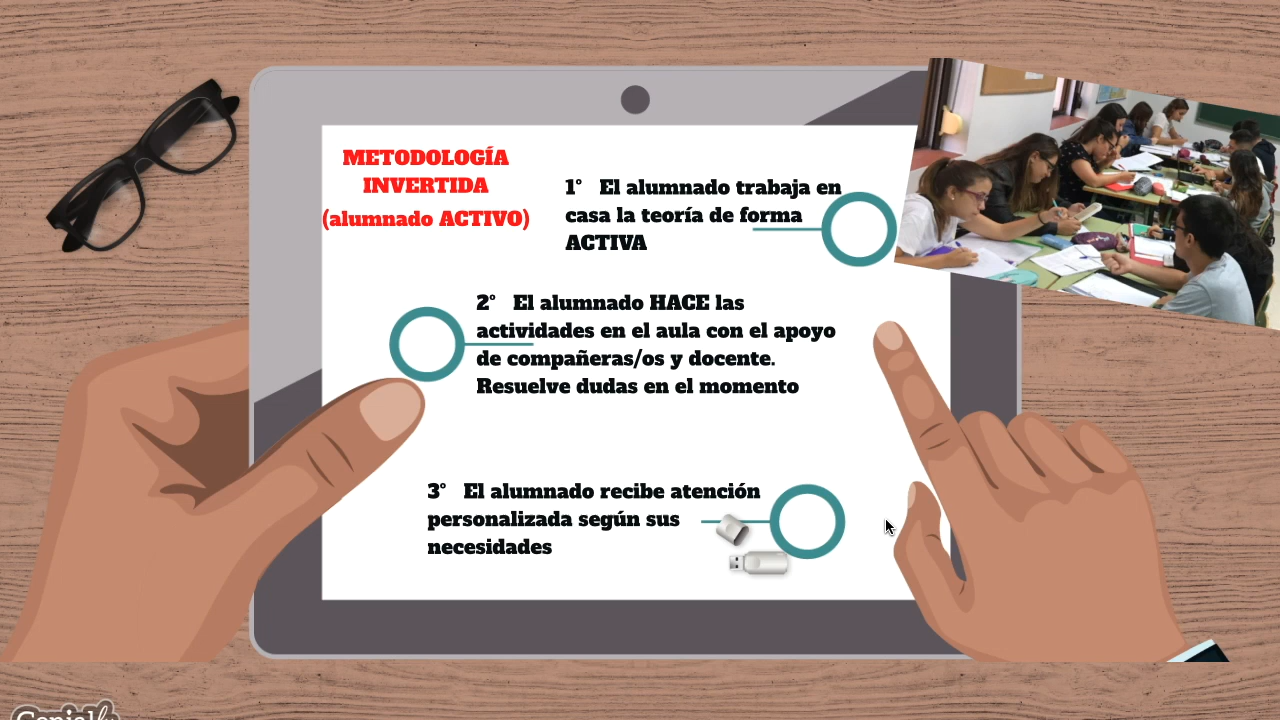 METODOLOGÍA
INVERTIDA
(alumnado ACTIVO)
1° El alumnado trabaja en
casa la teoría de forma
ACTIVA
2° El alumnado HACE las
actividades en el aula con el apoyo
de compañeras/os y docente.
Resuelve dudas en el momento
3° El alumnado recibe atención
personalizada según sus
necesidades
Genially